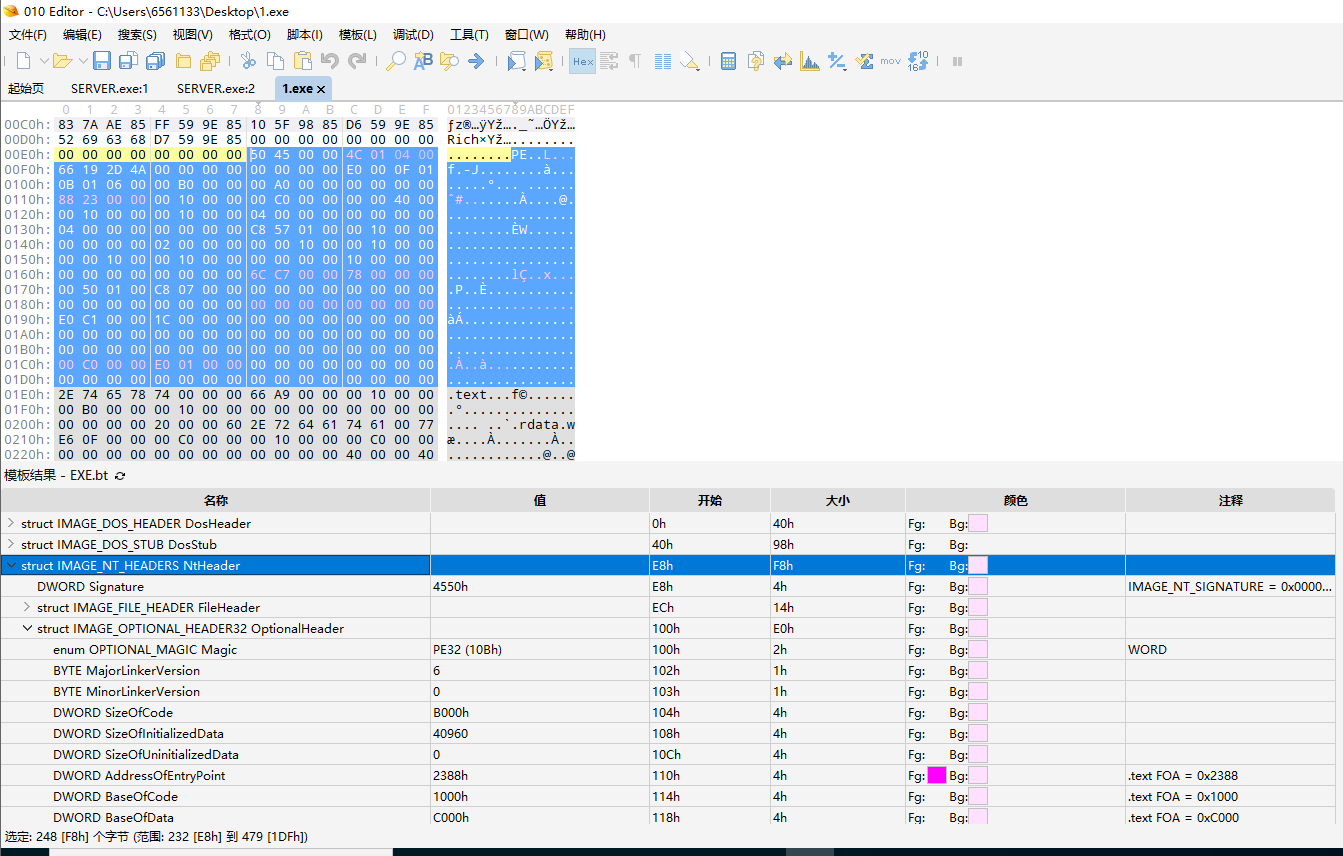 010 Editor - C:\Users\6561133\Desktop\1.exe
文件(F) 编辑(E) 搜索(S) 视图(V) 格式(O) 脚本(I) 模板(L) 调试(D) 工具(T) 窗口(W) 帮助(H)
Hex mov
起始页 SERVER.exe:1 SERVER.exe:2 1.exe ×
0 1 2 3 4 5 6 7 8 9 A B C D E F 0123456789ABCDEF
00C0h: 83 7A AE 85 FF 59 9E 85 10 5F 98 85 D6 59 9E 85 ƒz®…ÿYž…._˜…ÖYž…
00D0h: 52 69 63 68 D7 59 9E 85 00 00 00 00 00 00 00 00 Rich×Yž…........
00E0h: 00 00 00 00 00 00 00 00 50 45 00 00 4C 01 04 00 ........PE..L...
00F0h: 66 19 2D 4A 00 00 00 00 00 00 00 00 E0 00 0F 01 f.-J........à...
0100h: 0B 01 06 00 00 B0 00 00 00 A0 00 00 00 00 00 00 .....°... ......
0110h: 88 23 00 00 00 10 00 00 00 C0 00 00 00 00 40 00 ˆ#.......À....@.
0120h: 00 10 00 00 00 10 00 00 04 00 00 00 00 00 00 00 ................
0130h: 04 00 00 00 00 00 00 00 C8 57 01 00 00 10 00 00 ........ÈW......
0140h: 00 00 00 00 02 00 00 00 00 00 10 00 00 10 00 00 ................
0150h: 00 00 10 00 00 10 00 00 00 00 00 00 10 00 00 00 ................
0160h: 00 00 00 00 00 00 00 00 6C C7 00 00 78 00 00 00 ........lÇ..x...
0170h: 00 50 01 00 C8 07 00 00 00 00 00 00 00 00 00 00 .P..È...........
0180h: 00 00 00 00 00 00 00 00 00 00 00 00 00 00 00 00 ................
0190h: E0 C1 00 00 1C 00 00 00 00 00 00 00 00 00 00 00 àÁ..............
01A0h: 00 00 00 00 00 00 00 00 00 00 00 00 00 00 00 00 ................
01B0h: 00 00 00 00 00 00 00 00 00 00 00 00 00 00 00 00 ................
01C0h: 00 C0 00 00 E0 01 00 00 00 00 00 00 00 00 00 00 .À..à...........
01D0h: 00 00 00 00 00 00 00 00 00 00 00 00 00 00 00 00 ................
01E0h: 2E 74 65 78 74 00 00 00 66 A9 00 00 00 10 00 00 .text...f©......
01F0h: 00 B0 00 00 00 10 00 00 00 00 00 00 00 00 00 00 .°..............
0200h: 00 00 00 00 20 00 00 60 2E 72 64 61 74 61 00 77 .... ..`.rdata.w
0210h: E6 0F 00 00 00 C0 00 00 00 10 00 00 00 C0 00 00 æ....À.......À..
0220h: 00 00 00 00 00 00 00 00 00 00 00 00 40 00 00 40 ............@..@
模板结果 - EXE.bt
名称 值 开始 大小 颜色 注释
struct IMAGE_DOS_HEADER DosHeader 0h 40h Fg: Bg:
struct IMAGE_DOS_STUB DosStub 40h 98h Fg: Bg:
struct IMAGE_NT_HEADERS NtHeader E8h F8h Fg: Bg:
DWORD Signature 4550h E8h 4h Fg: Bg: IMAGE_NT_SIGNATURE = 0x0000...
struct IMAGE_FILE_HEADER FileHeader ECh 14h Fg: Bg:
struct IMAGE_OPTIONAL_HEADER32 OptionalHeader 100h E0h Fg: Bg:
enum OPTIONAL_MAGIC Magic PE32 (10Bh) 100h 2h Fg: Bg: WORD
BYTE MajorLinkerVersion 6 102h 1h Fg: Bg:
BYTE MinorLinkerVersion 0 103h 1h Fg: Bg:
DWORD SizeOfCode B000h 104h 4h Fg: Bg:
DWORD SizeOfInitializedData 40960 108h 4h Fg: Bg:
DWORD SizeOfUninitializedData 0 10Ch 4h Fg: Bg:
DWORD AddressOfEntryPoint 2388h 110h 4h Fg: Bg: .text FOA = 0x2388
DWORD BaseOfCode 1000h 114h 4h Fg: Bg: .text FOA = 0x1000
DWORD BaseOfData C000h 118h 4h Fg: Bg: .text FOA = 0xC000
选定: 248 [F8h] 个字节 (范围: 232 [E8h] 到 479 [1DFh])